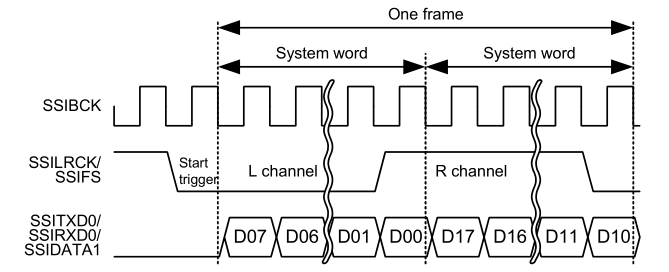 One frame
System word System word
SSIBCK
SSILRCK/
SSIFS
Start
trigger
L channel R channel
SSITXD0/
SSIRXD0/
SSIDATA1
D07 D06 D01 D00 D17 D16 D11 D10